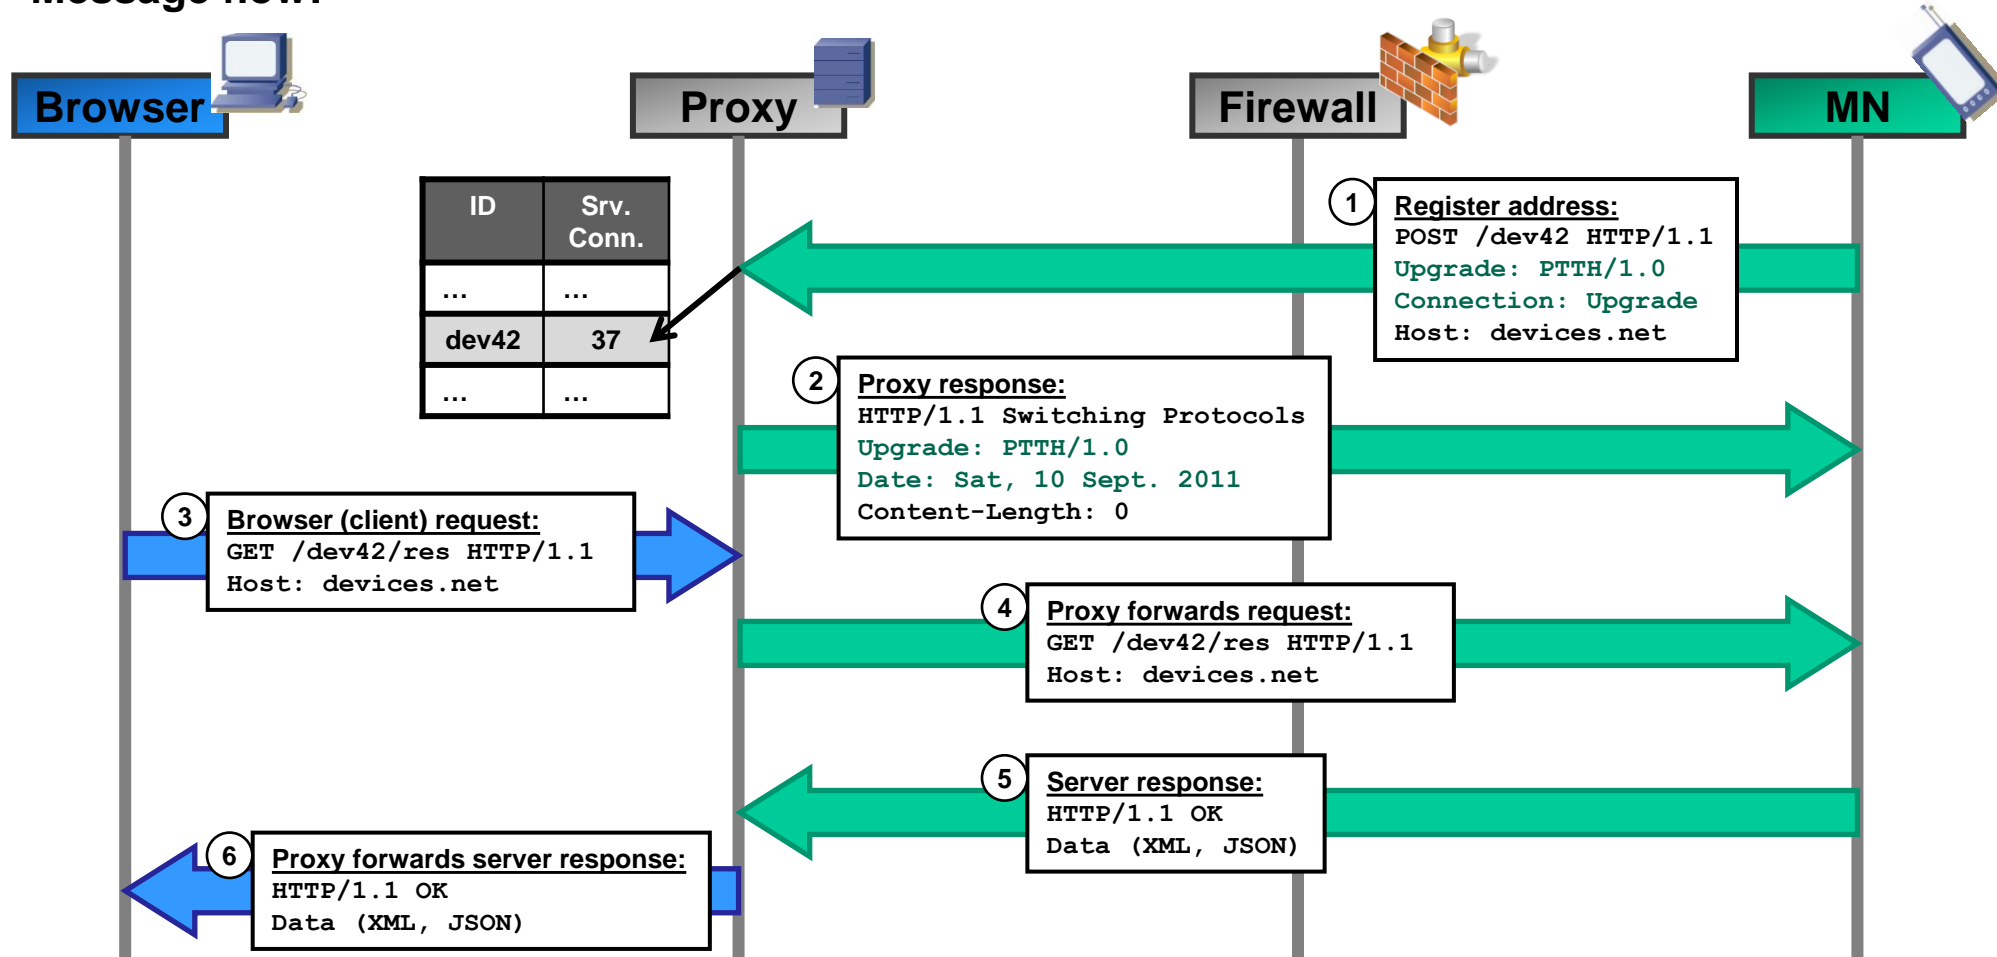 Message flow:
Browser
Proxy
Firewall
MN
ID
Srv.
Conn.
... ...
dev42 37
... ...
1
Register address:
POST /dev42 HTTP/1.1
Upgrade: PTTH/1.0
Connection: Upgrade
Host: devices.net
2
Proxy response:
HTTP/1.1 Switching Protocols
Upgrade: PTTH/1.0
Date: Sat, 10 Sept. 2011
Content-Length: 0
3
Browser (client) request:
GET /dev42/res HTTP/1.1
Host: devices.net
4
Proxy forwards request:
GET /dev42/res HTTP/1.1
Host: devices.net
5
Server response:
HTTP/1.1 OK
Data (XML, JSON)
6
Proxy forwards server response:
HTTP/1.1 OK
Data (XML, JSON)